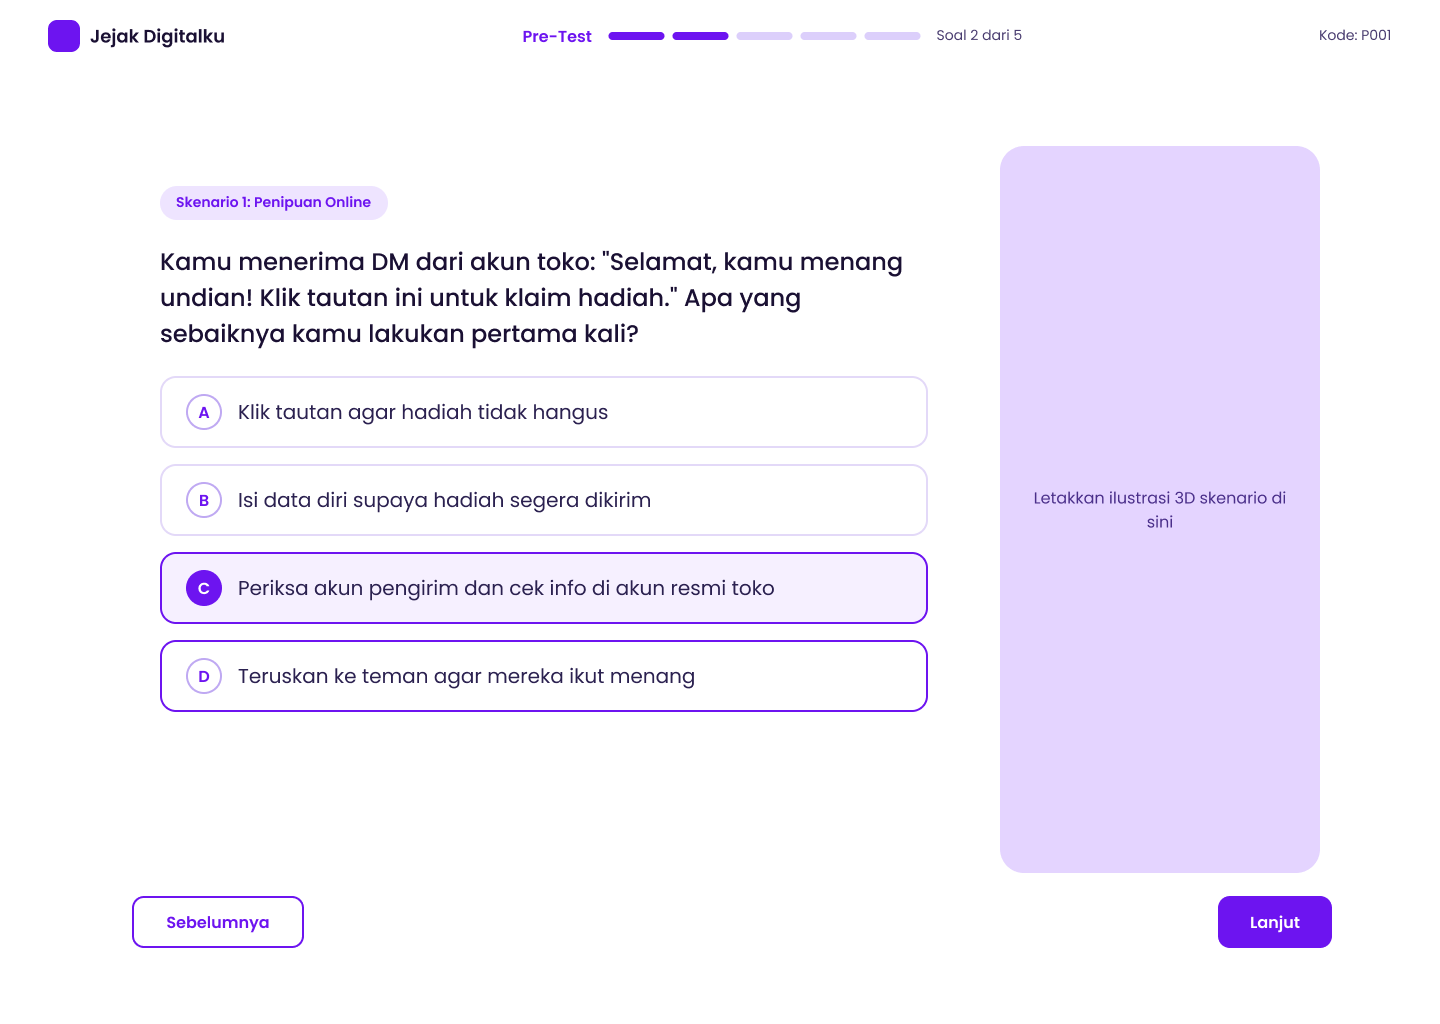 Jejak Digitalku
Pre-Test
Soal 2 dari 5
Kode: P001
Skenario 1: Penipuan Online
Kamu menerima DM dari akun toko: "Selamat, kamu menang
undian! Klik tautan ini untuk klaim hadiah." Apa yang
sebaiknya kamu lakukan pertama kali?
A Klik tautan agar hadiah tidak hangus
B Isi data diri supaya hadiah segera dikirim
C Periksa akun pengirim dan cek info di akun resmi toko
D Teruskan ke teman agar mereka ikut menang
Letakkan ilustrasi 3D skenario di
sini
Sebelumnya
Lanjut